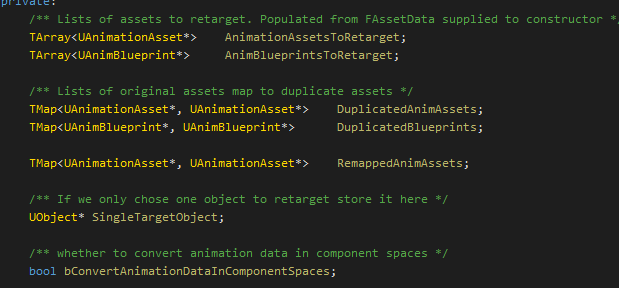 private:
/** Lists of assets to retarget. Populated from FAssetData supplied to constructor *
TArray<UAnimationAsset*> AnimationAssetsToRetarget;
TArray<UAnimBlueprint*> AnimBlueprintsToRetarget;
/** Lists of original assets map to duplicate assets */
TMap<UAnimationAsset*, UAnimationAsset*> DuplicatedAnimAssets;
TMap<UAnimBlueprint*, UAnimBlueprint*> DuplicatedBlueprints;
TMap<UAnimationAsset*, UAnimationAsset*> RemappedAnimAssets;
/** If we only chose one object to retarget store it here */
UObject* SingleTargetObject;
/** whether to convert animation data in component spaces */
bool bConvertAnimationDataInComponentSpaces;